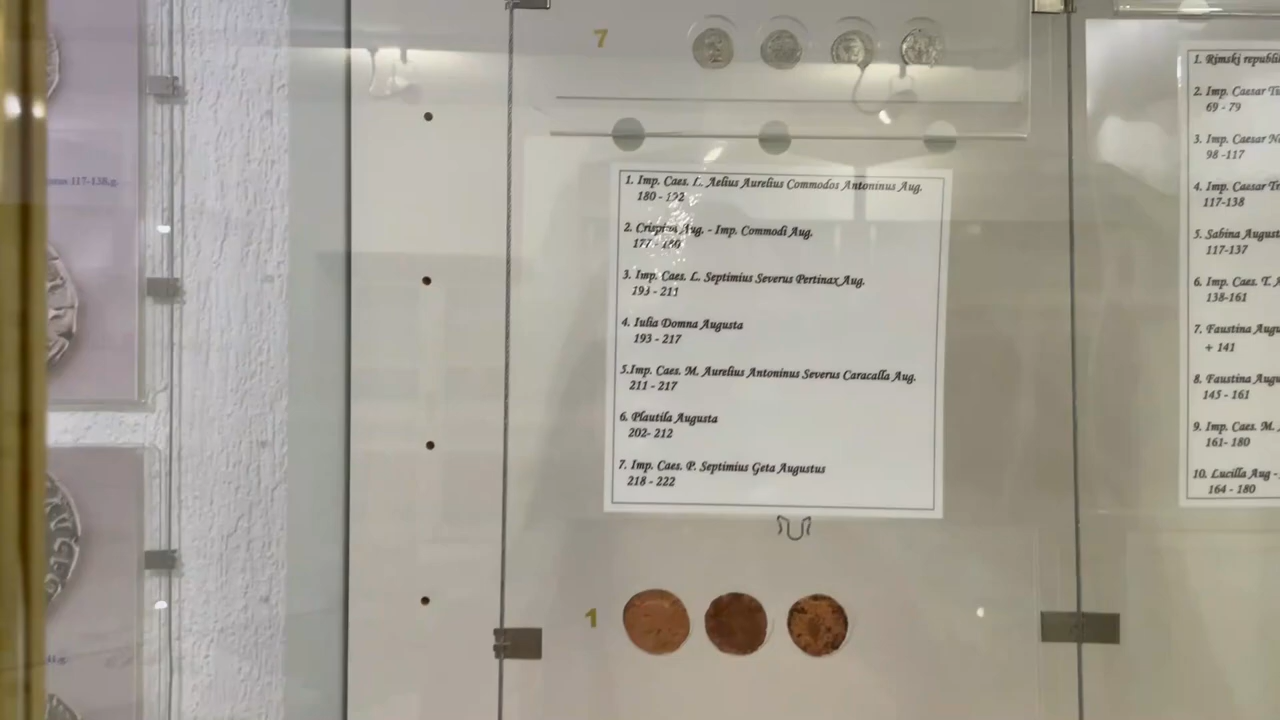 7
1. Imp. Caes. L. Aelius Aurelius Commodos Antoninus Aug.
180 - 192
2. Crispina Aug. - Imp. Commodi Aug.
177 - 180
3. Imp. Caes. L. Septimius Severus Pertinax Aug.
193 - 211
4. Iulia Domna Augusta
193 - 217
5.Imp. Caes. M. Aurelius Antoninus Severus Caracalla Aug.
211 - 217
6. Plautila Augusta
202- 212
7. Imp. Caes. P. Septimius Geta Augustus
218 - 222
1
1. Rimski
2. Imp. Caesar
69 - 79
3. Imp. Caesar
98 -117
4. Imp. Caesar
117-138
5. Sabina
117-137
6. Imp. Caes. T.
138-161
7. Faustina
+ 141
8. Faustina
145 - 161
9. Imp. Caes. M.
161- 180
10. Lucilla Aug -
164 - 180
117-138.g.